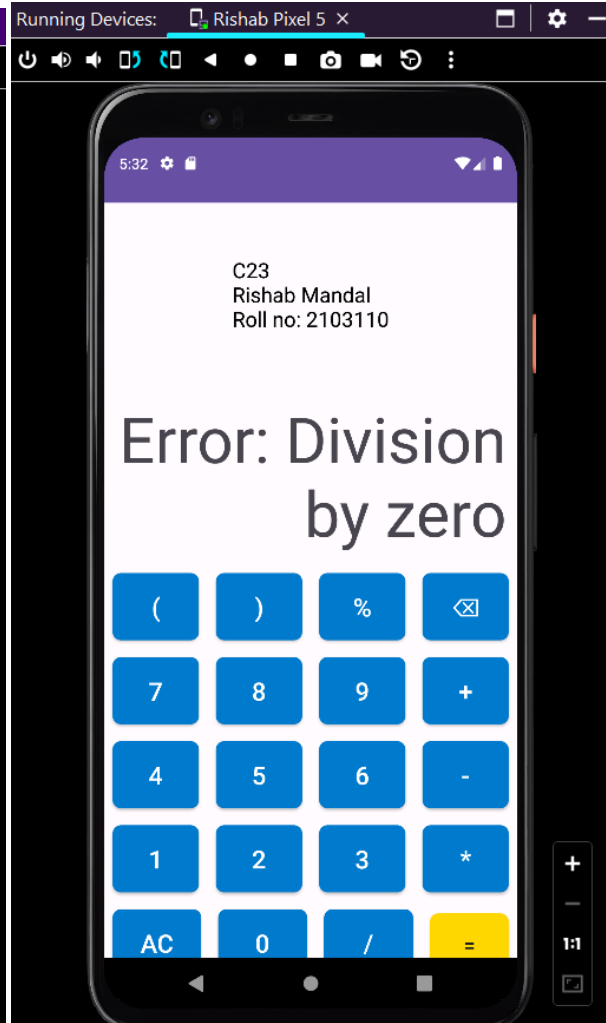 Running Devices: Rishab Pixel 5
5:32
C23
Rishab Mandal
Roll no: 2103110
Error: Division
by zero
( ) %
7 8 9 +
4 5 6 -
1 2 3 *
AC 0 / =
1:1